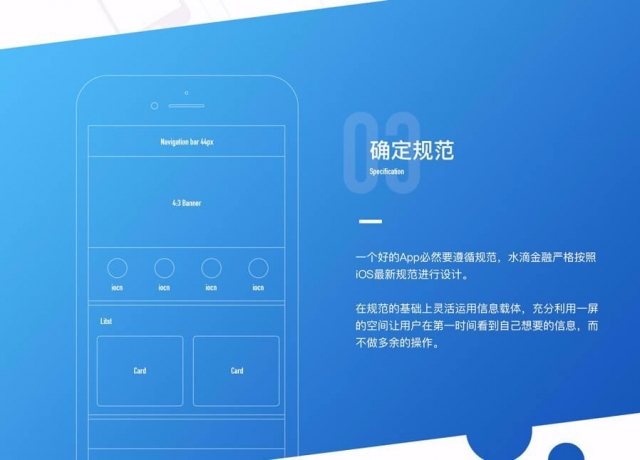 03
确定规范
Specification
一个好的App必然要遵循规范，水滴金融严格按照
iOS最新规范进行设计。
在规范的基础上灵活运用信息载体，充分利用一屏
的空间让用户在第一时间看到自己想要的信息，而
不做多余的操作。
Navigation bar 44px
4:3 Banner
iocn iocn iocn iocn
List
Card Card